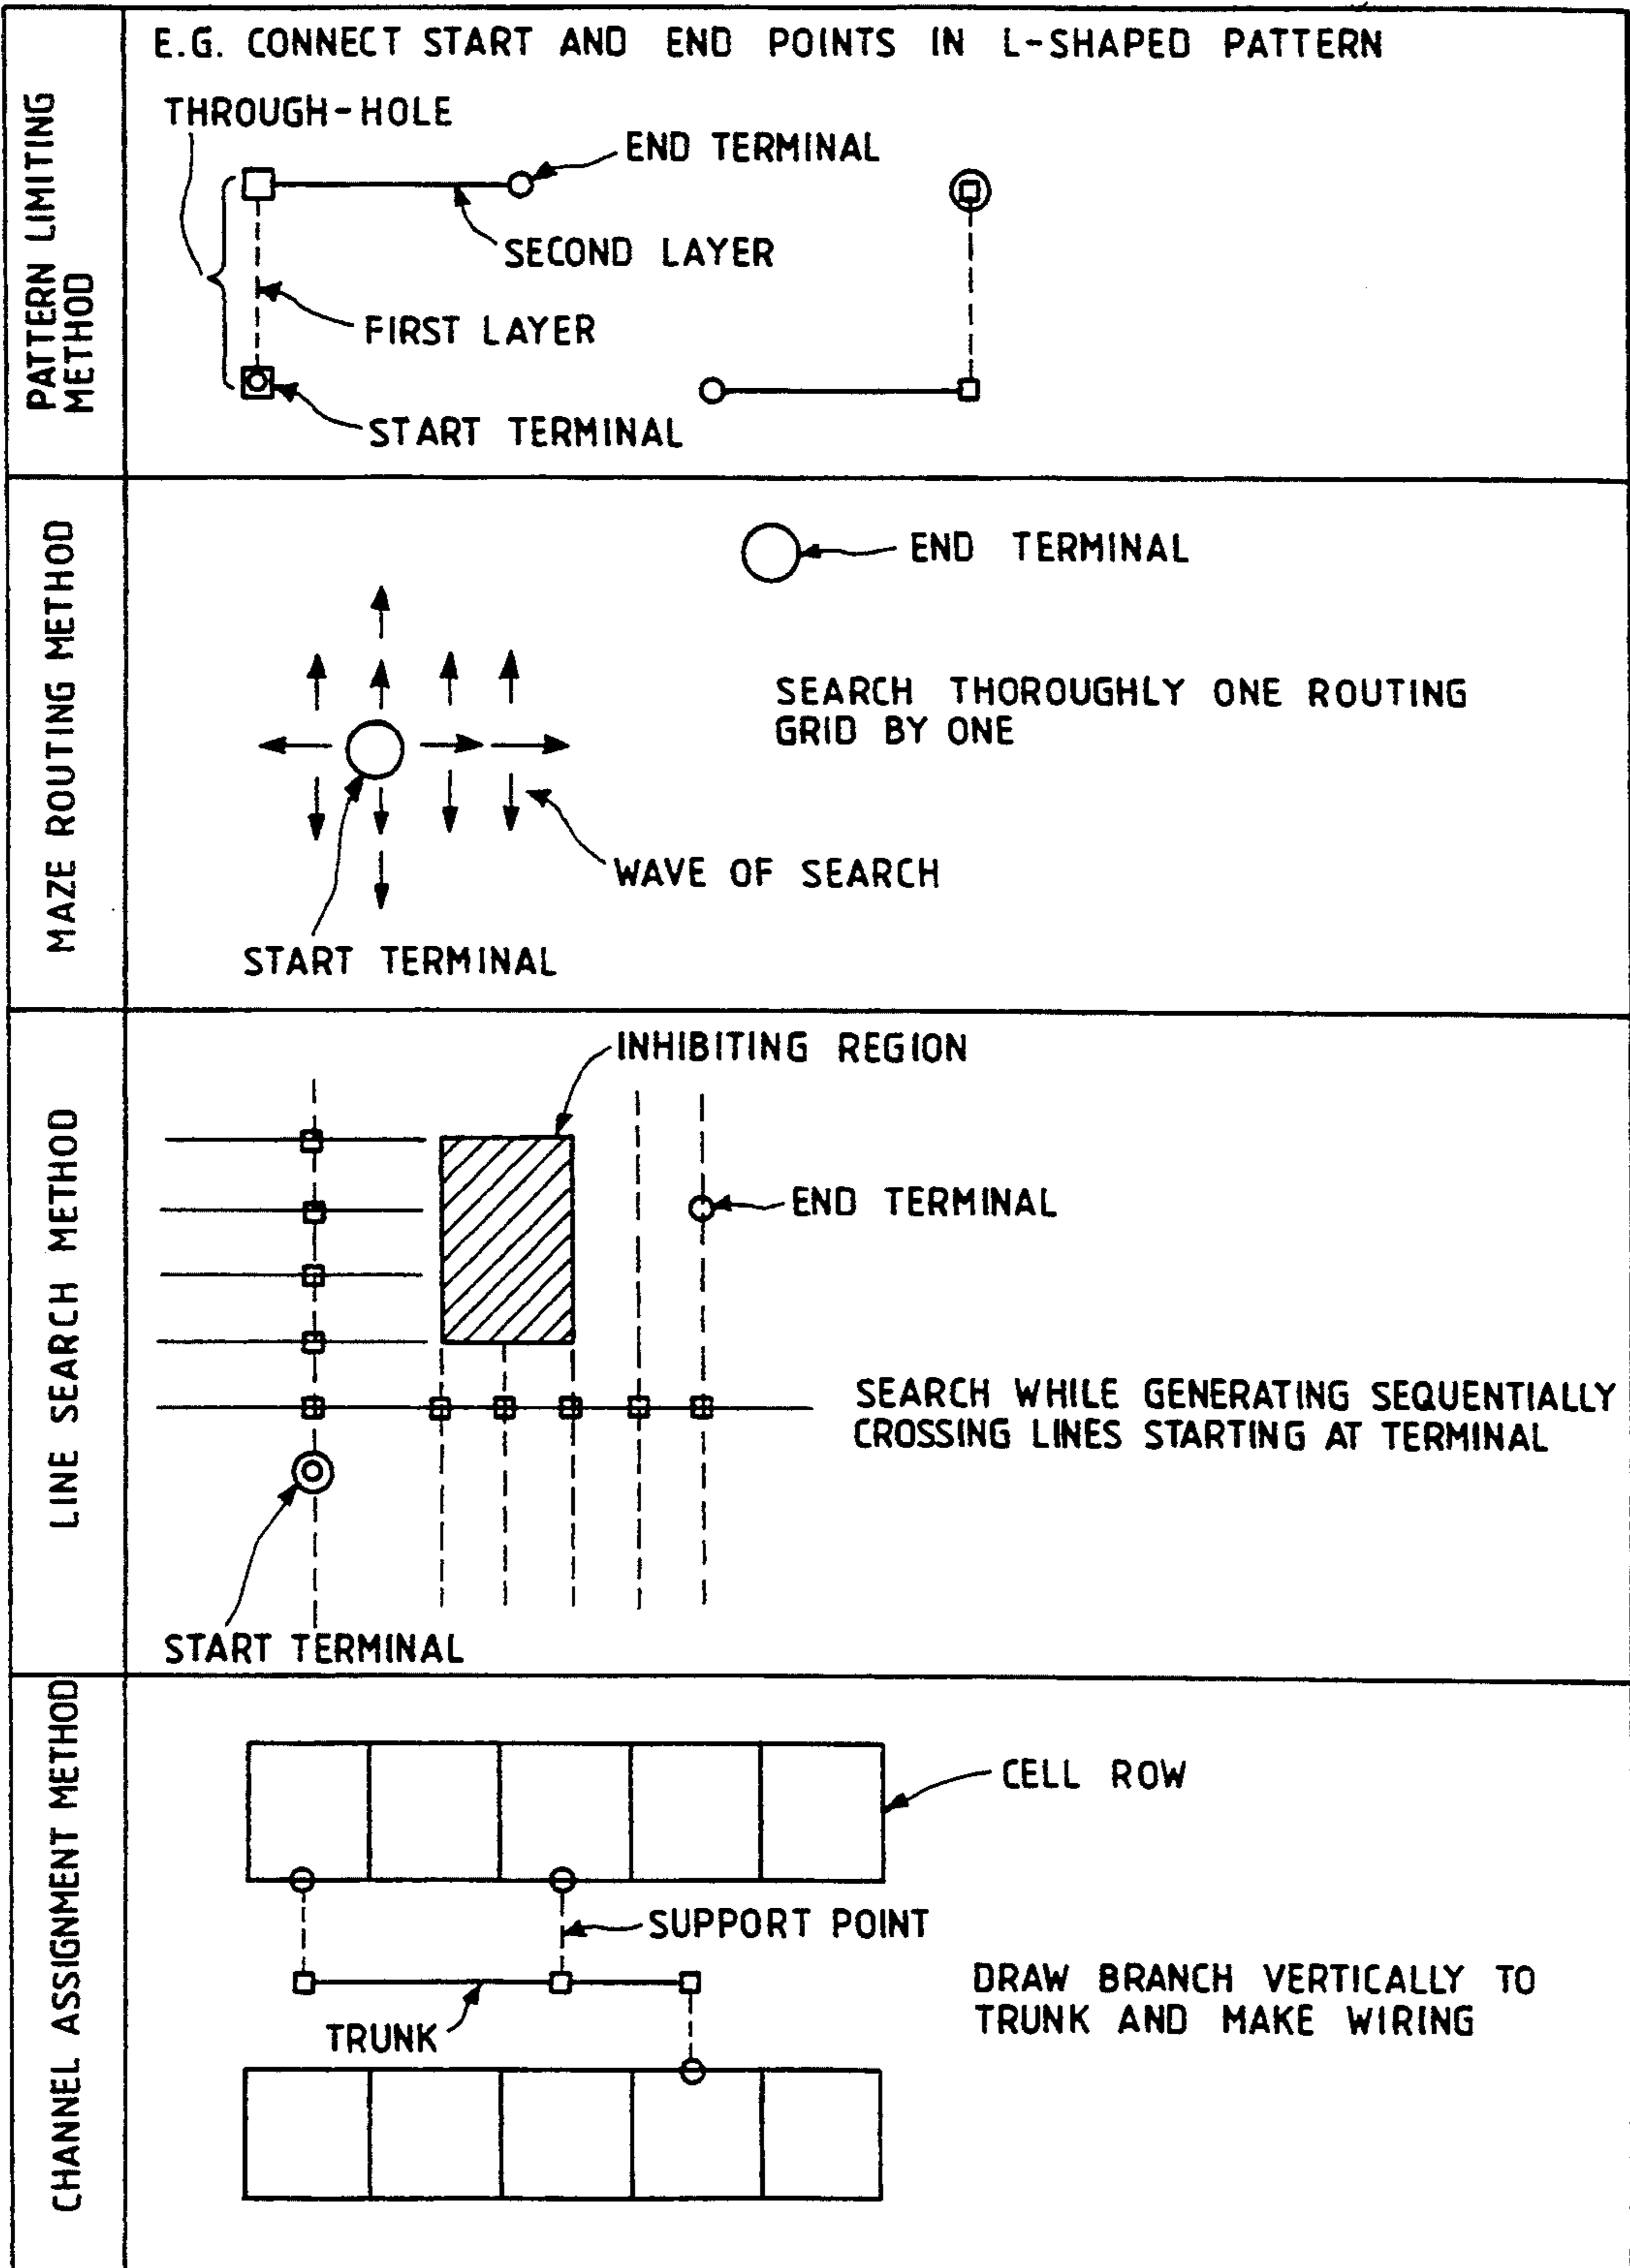 PATTERN LIMITING
METHOD
E.G. CONNECT START AND END POINTS IN L-SHAPED PATTERN
THROUGH-HOLE
END TERMINAL
SECOND LAYER
FIRST LAYER
START TERMINAL
MAZE ROUTING METHOD
END TERMINAL
SEARCH THOROUGHLY ONE ROUTING
GRID BY ONE
WAVE OF SEARCH
START TERMINAL
LINE SEARCH METHOD
INHIBITING REGION
END TERMINAL
SEARCH WHILE GENERATING SEQUENTIALLY
CROSSING LINES STARTING AT TERMINAL
START TERMINAL
CHANNEL ASSIGNMENT METHOD
CELL ROW
SUPPORT POINT
TRUNK
DRAW BRANCH VERTICALLY TO
TRUNK AND MAKE WIRING